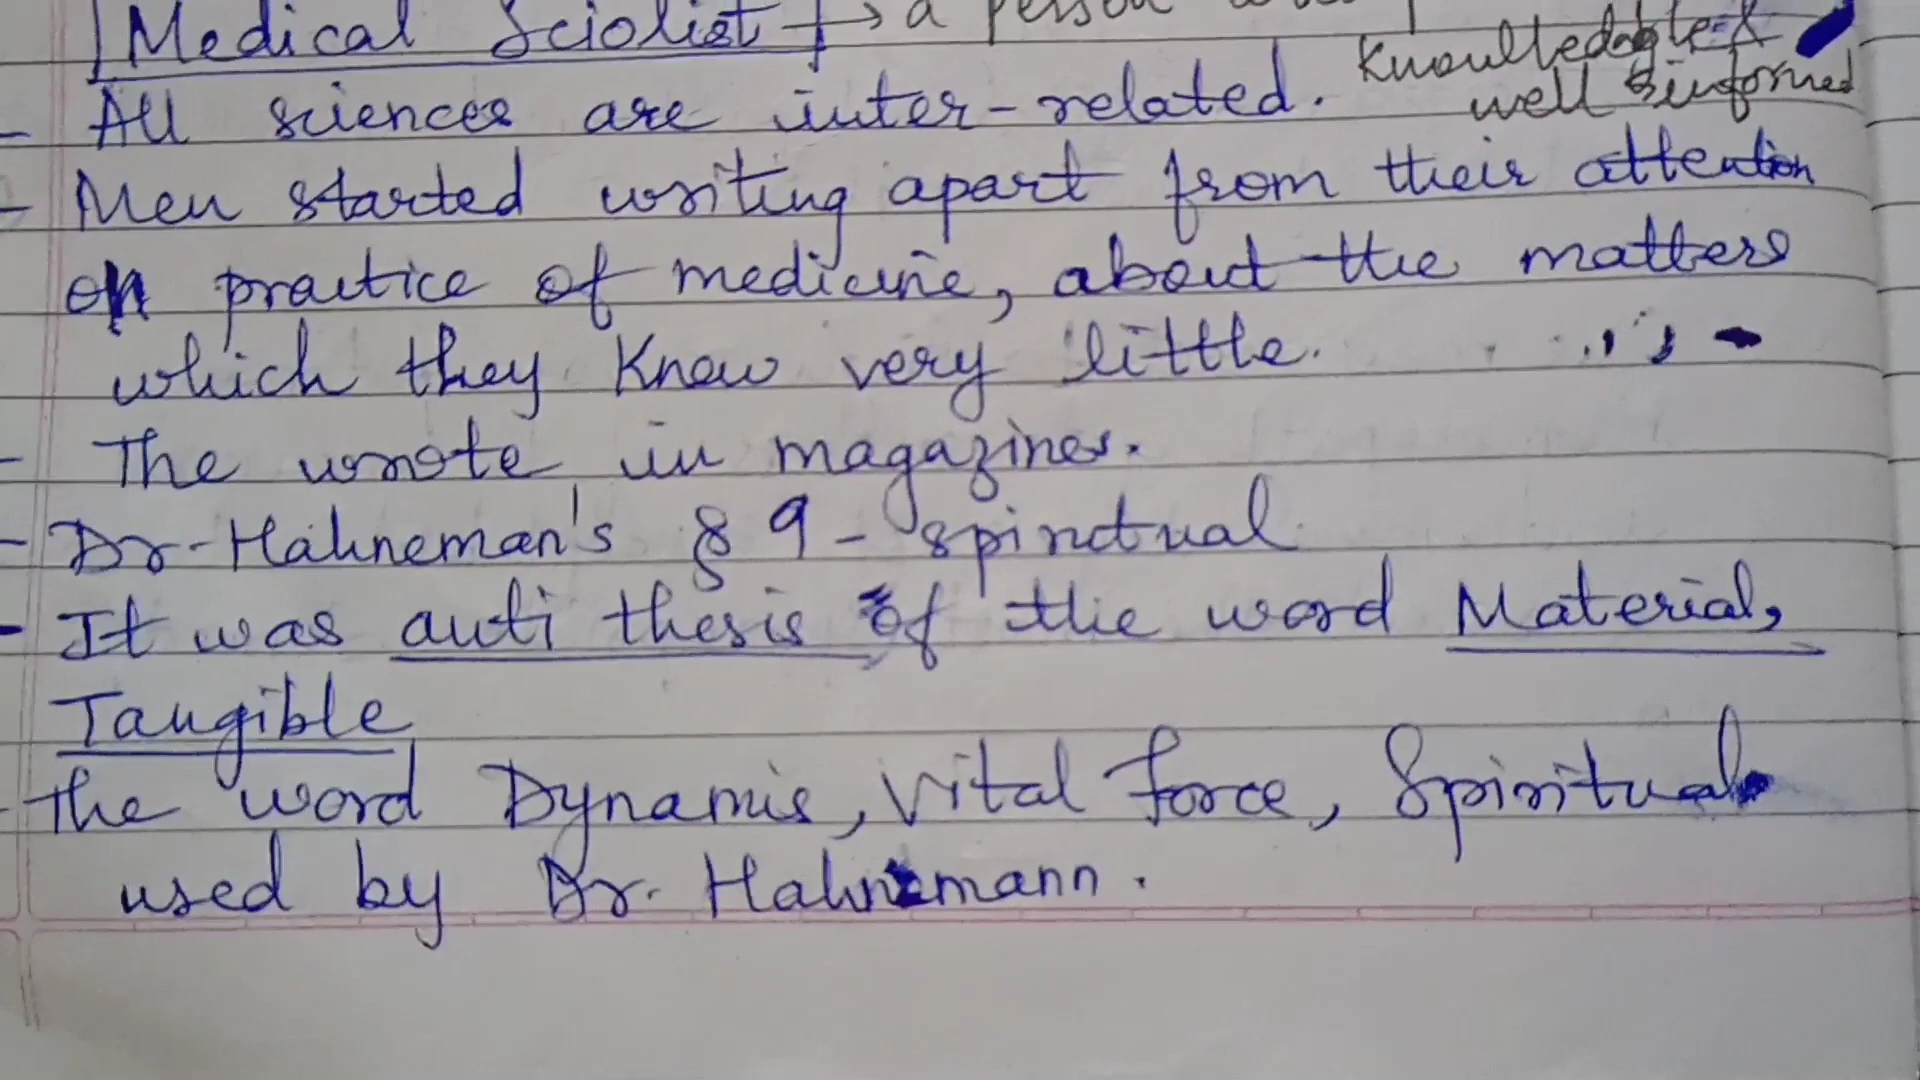 Medical Sciolist → a person
Knowlledagble &
well & informed
- All sciences are inter-related.
- Men started writing apart from their attention
on practice of medicine, about the matters
which they Know very little.
- The wrote in magazines.
- Dr. Hahneman's § 9 - spiritual
- It was anti thesis of the word Material,
Tangible
- The word Dynamis, Vital force, Spiritual
used by Dr. Hahnemann.